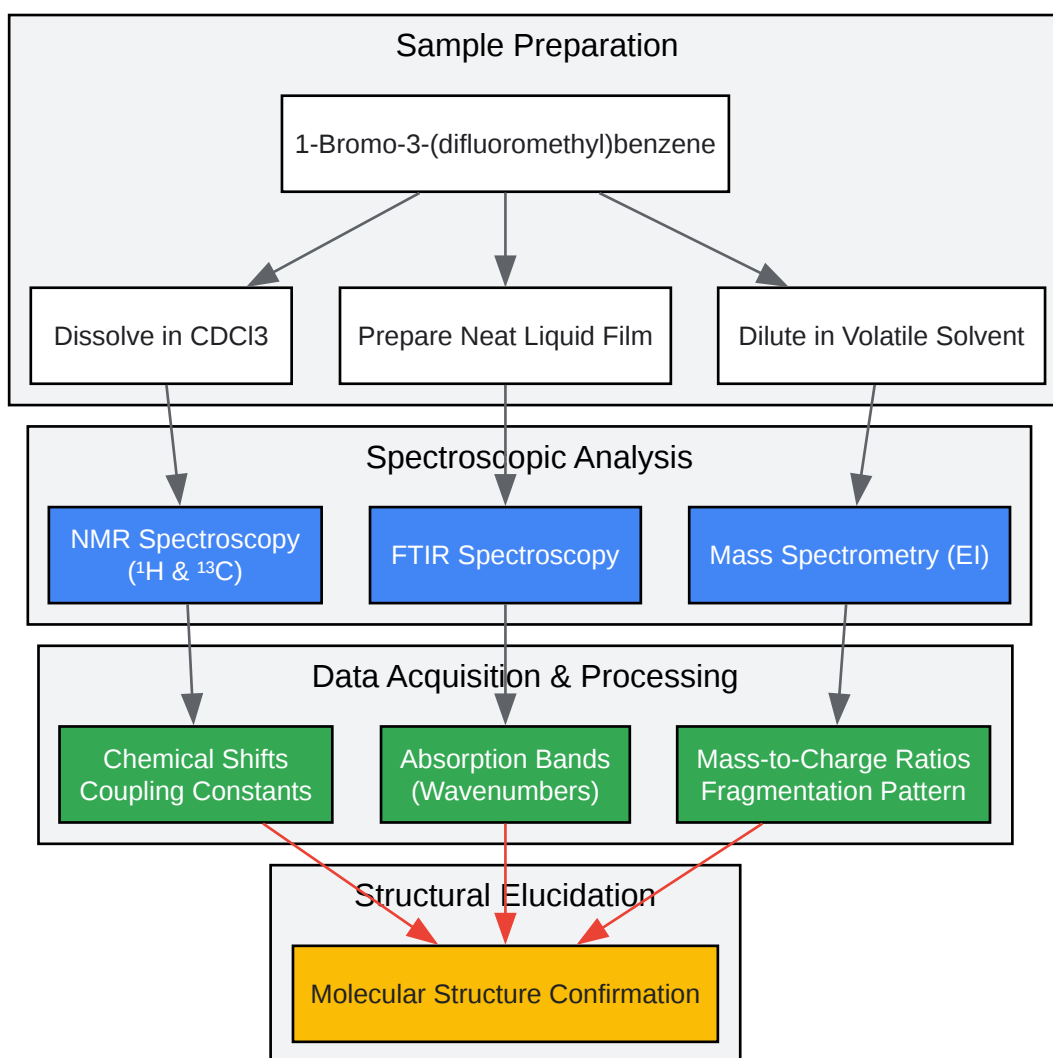 Sample Preparation
1-Bromo-3-(difluoromethyl)benzene
Dissolve in CDCl3
Prepare Neat Liquid Film
Dilute in Volatile Solvent
Spectroscopic Analysis
NMR Spectroscopy
(¹H & ¹³C)
FTIR Spectroscopy
Mass Spectrometry (EI)
Data Acquisition & Processing
Chemical Shifts
Coupling Constants
Absorption Bands
(Wavenumbers)
Mass-to-Charge Ratios
Fragmentation Pattern
Structural Elucidation
Molecular Structure Confirmation